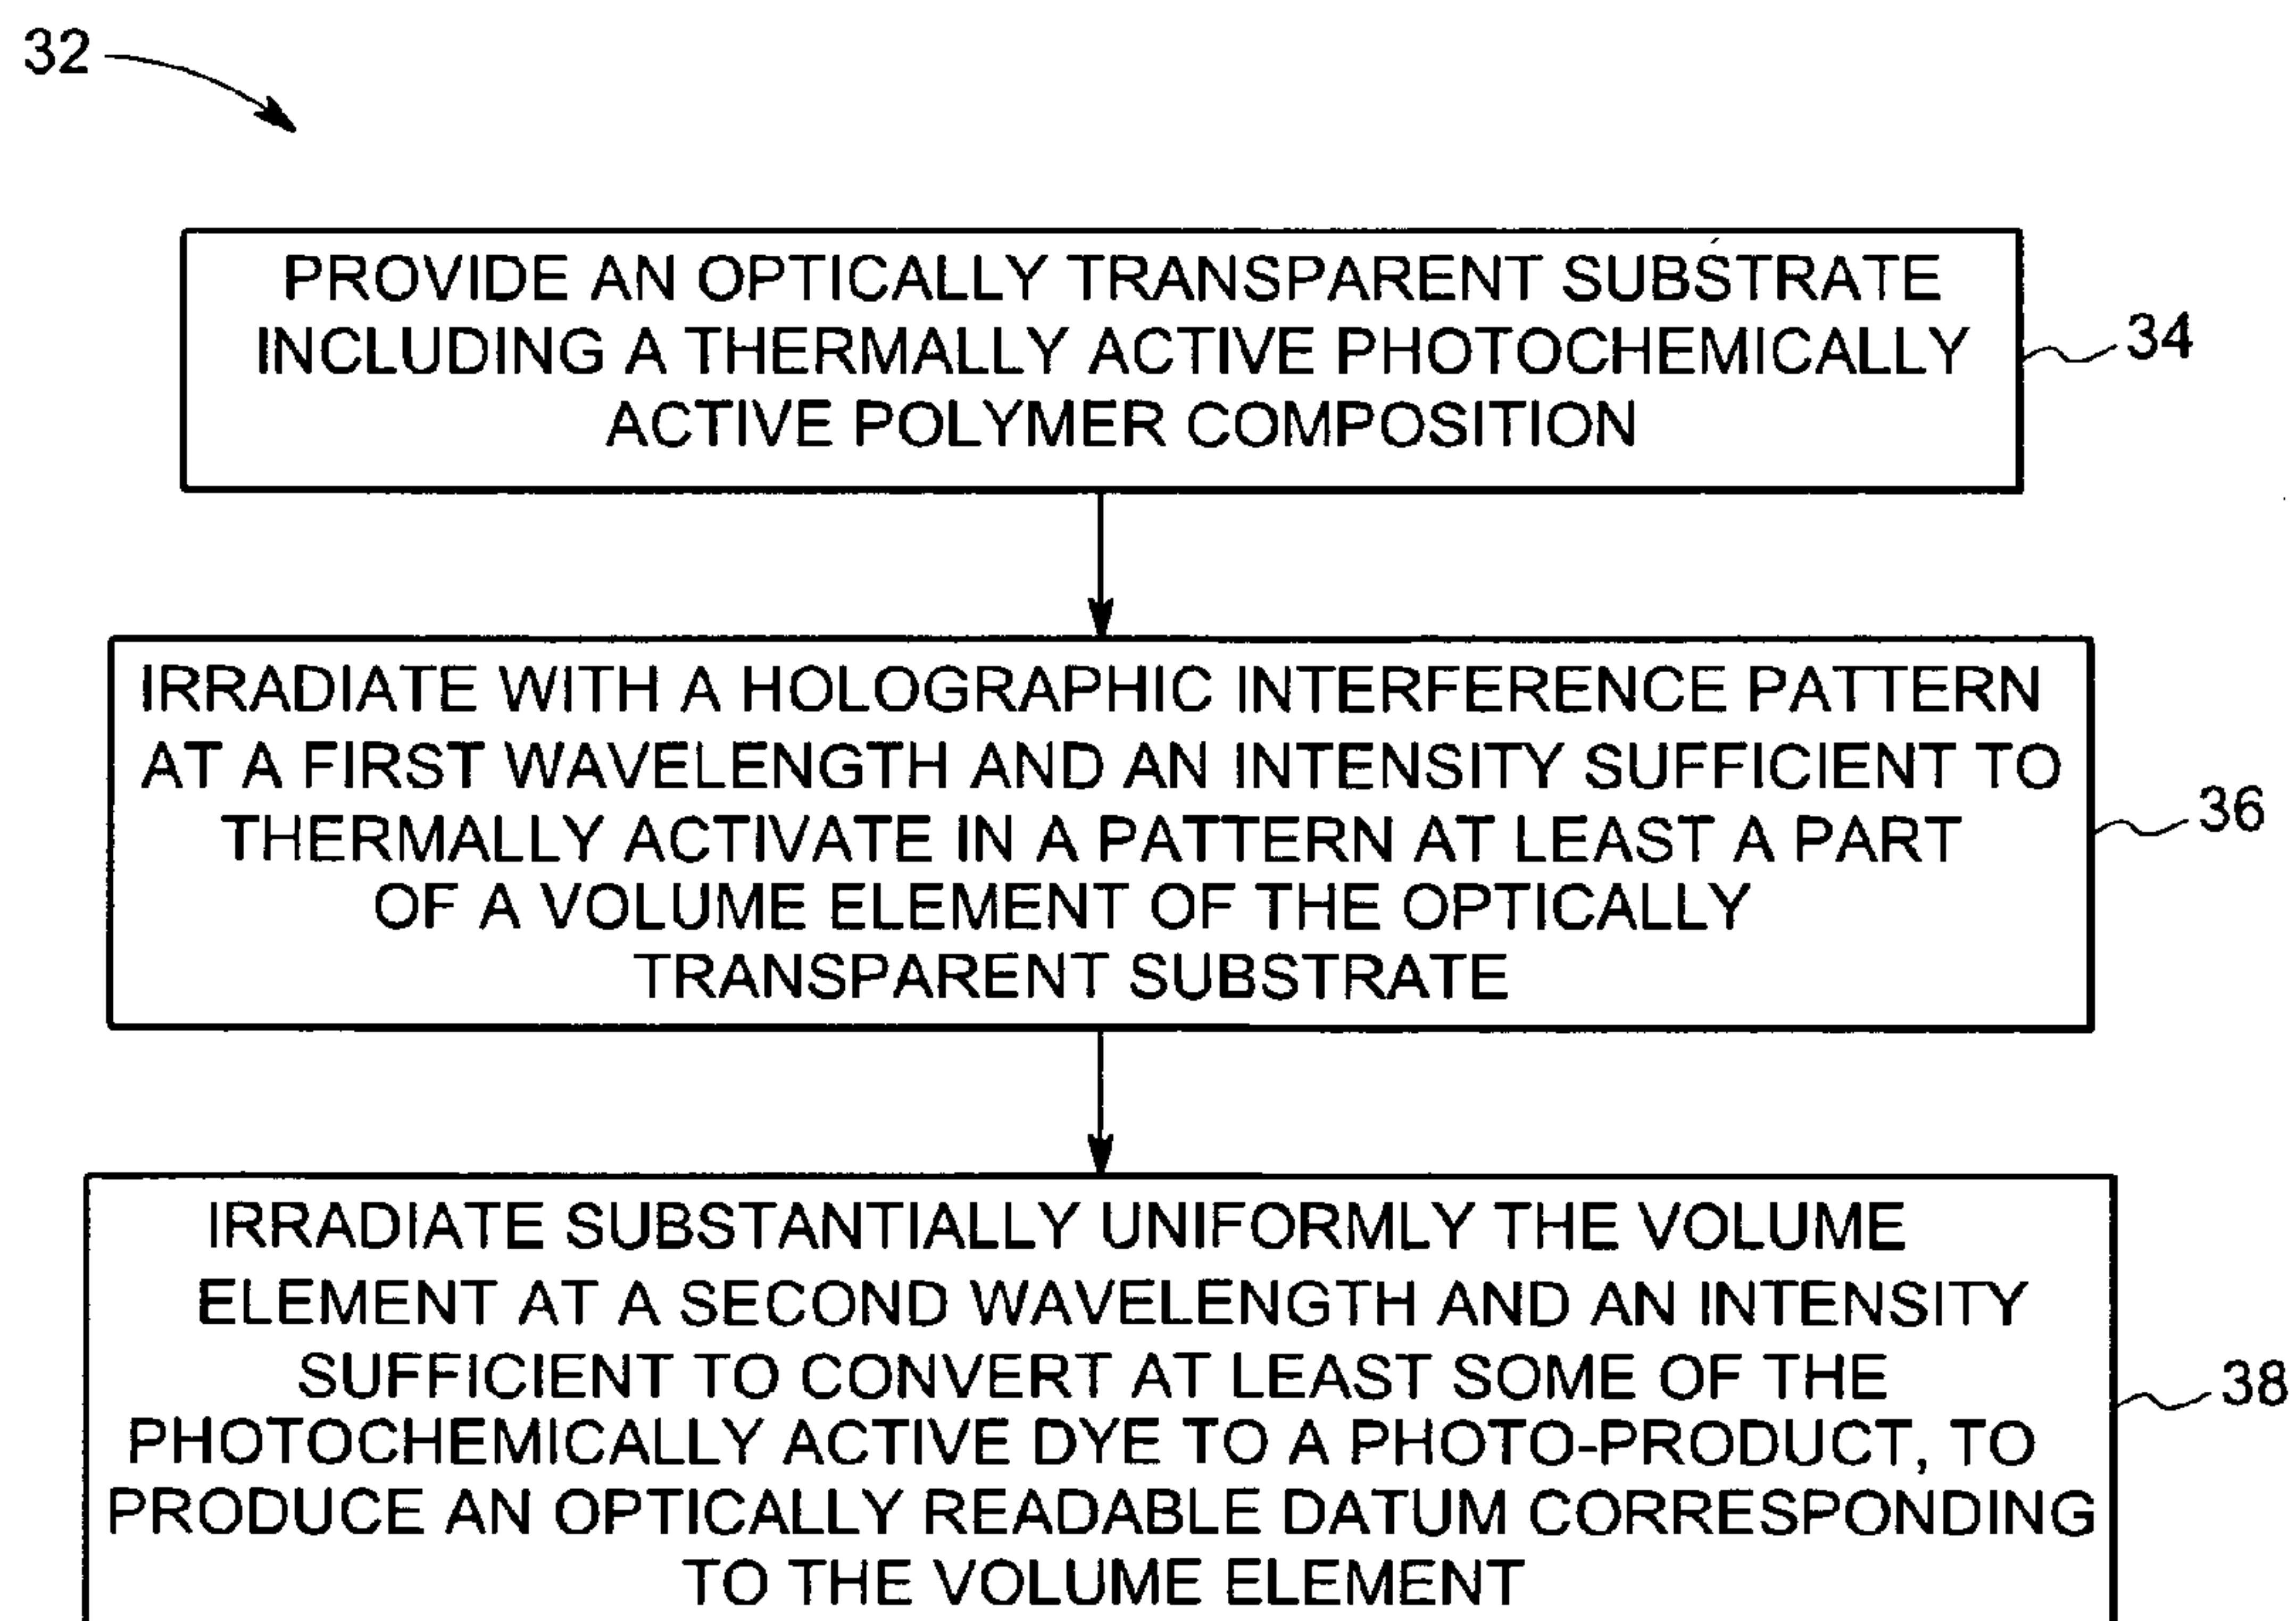 32
PROVIDE AN OPTICALLY TRANSPARENT SUBSTRATE
INCLUDING A THERMALLY ACTIVE PHOTOCHEMICALLY
ACTIVE POLYMER COMPOSITION
34
IRRADIATE WITH A HOLOGRAPHIC INTERFERENCE PATTERN
AT A FIRST WAVELENGTH AND AN INTENSITY SUFFICIENT TO
THERMALLY ACTIVATE IN A PATTERN AT LEAST A PART
OF A VOLUME ELEMENT OF THE OPTICALLY
TRANSPARENT SUBSTRATE
36
IRRADIATE SUBSTANTIALLY UNIFORMLY THE VOLUME
ELEMENT AT A SECOND WAVELENGTH AND AN INTENSITY
SUFFICIENT TO CONVERT AT LEAST SOME OF THE
PHOTOCHEMICALLY ACTIVE DYE TO A PHOTO-PRODUCT, TO
PRODUCE AN OPTICALLY READABLE DATUM CORRESPONDING
TO THE VOLUME ELEMENT
38